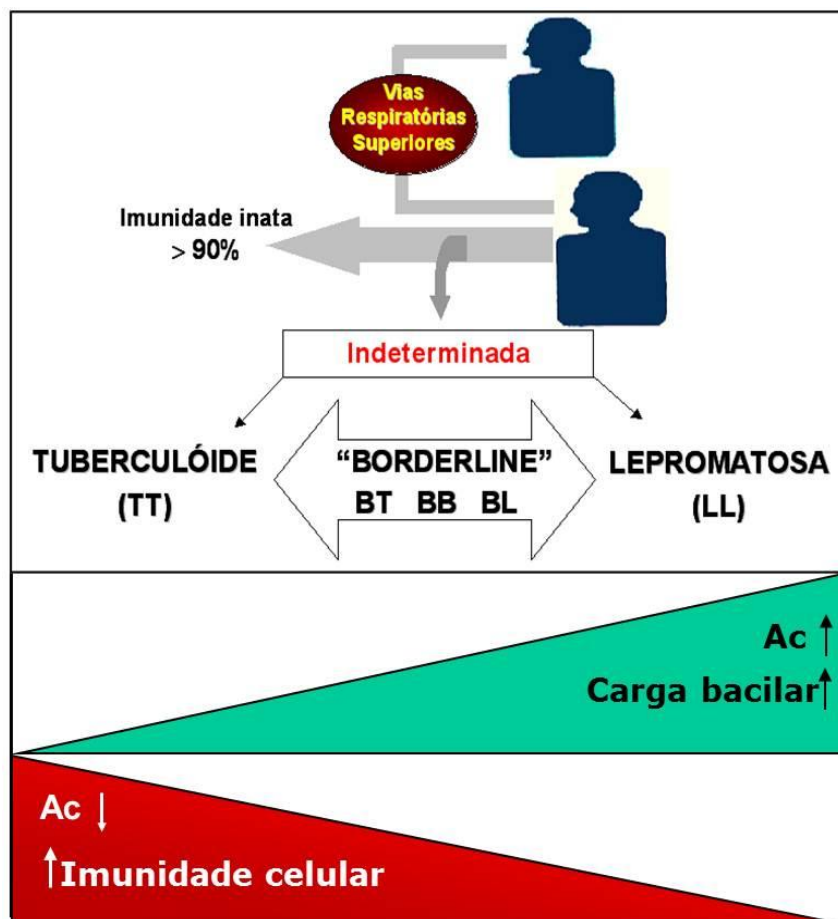 Vias
Respiratórias
Superiores
Imunidade inata
> 90%
Indeterminada
TUBERCULÓIDE
(TT)
“BORDERLINE”
BT BB BL
LEPROMATOSA
(LL)
Ac ↑
Carga bacilar ↑
Ac ↓
↑ Imunidade celular